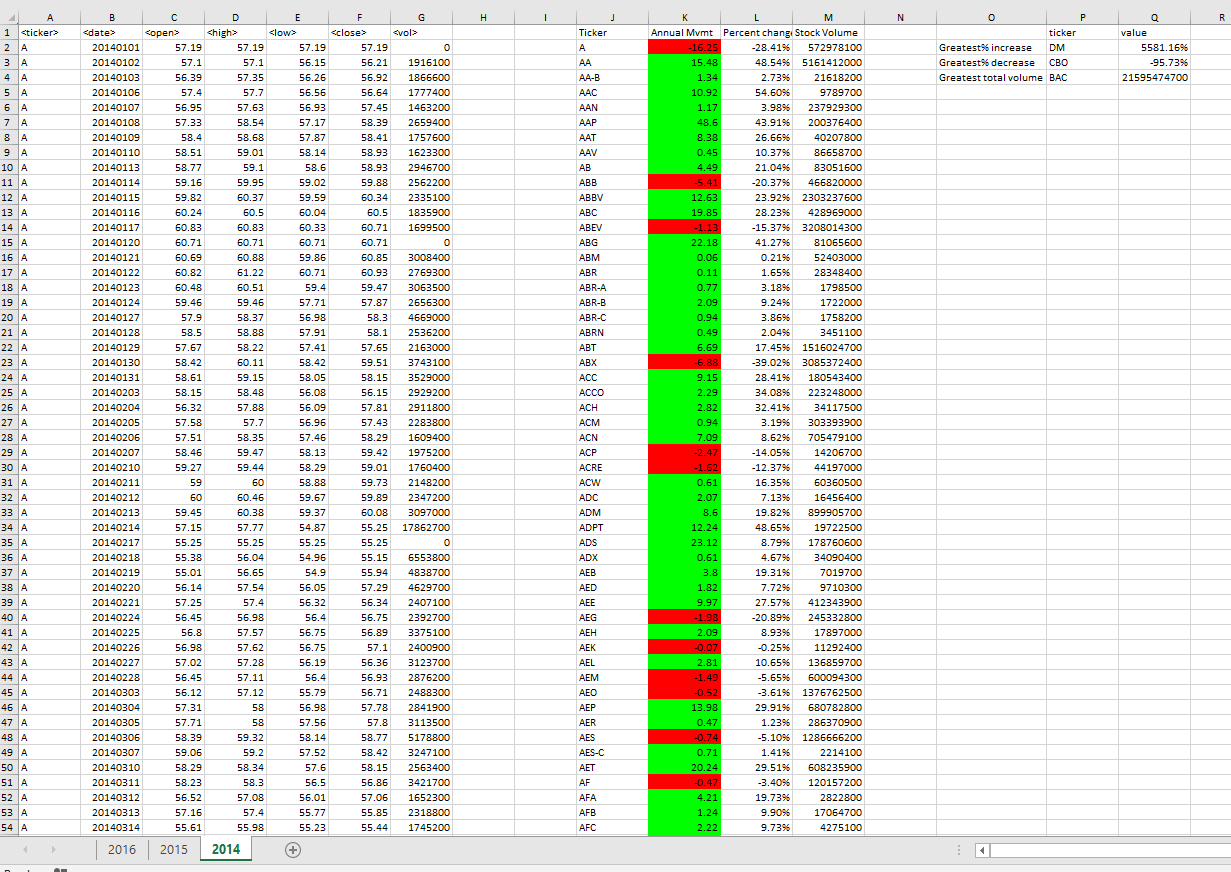 A B C D E F G H I J K L M N O P Q R
1 <ticker> <date> <open> <high> <low> <close> <vol> Ticker Annual Mvmt Percent chang Stock Volume ticker value
2 A 20140101 57.19 57.19 57.19 57.19 0 A -16.25 -28.41% 572978100 Greatest% increase DM 5581.16%
3 A 20140102 57.1 57.1 56.15 56.21 1916100 AA 15.48 48.54% 5161412000 Greatest% decrease CBO -95.73%
4 A 20140103 56.39 57.35 56.26 56.92 1866600 AA-B 1.34 2.73% 21618200 Greatest total volume BAC 21595474700
5 A 20140106 57.4 57.7 56.56 56.64 1777400 AAC 10.92 54.60% 9789700
6 A 20140107 56.95 57.63 56.93 57.45 1463200 AAN 1.17 3.98% 237929300
7 A 20140108 57.33 58.54 57.17 58.39 2659400 AAP 48.6 43.91% 200376400
8 A 20140109 58.4 58.68 57.87 58.41 1757600 AAT 8.38 26.66% 40207800
9 A 20140110 58.51 59.01 58.14 58.93 1623300 AAV 0.45 10.37% 86658700
10 A 20140113 58.77 59.1 58.6 58.93 2946700 AB 4.49 21.04% 83051600
11 A 20140114 59.16 59.95 59.02 59.88 2562200 ABB -5.41 -20.37% 466820000
12 A 20140115 59.82 60.37 59.59 60.34 2335100 ABBV 12.63 23.92% 2303237600
13 A 20140116 60.24 60.5 60.04 60.5 1835900 ABC 19.85 28.23% 428969000
14 A 20140117 60.83 60.83 60.33 60.71 1699500 ABEV -1.13 -15.37% 3208014300
15 A 20140120 60.71 60.71 60.71 60.71 0 ABG 22.18 41.27% 81065600
16 A 20140121 60.69 60.88 59.86 60.85 3008400 ABM 0.06 0.21% 52403000
17 A 20140122 60.82 61.22 60.71 60.93 2769300 ABR 0.11 1.65% 28348400
18 A 20140123 60.48 60.51 59.4 59.47 3063500 ABR-A 0.77 3.18% 1798500
19 A 20140124 59.46 59.46 57.71 57.87 2656300 ABR-B 2.09 9.24% 1722000
20 A 20140127 57.9 58.37 56.98 58.3 4669000 ABR-C 0.94 3.86% 1758200
21 A 20140128 58.5 58.88 57.91 58.1 2536200 ABRN 0.49 2.04% 3451100
22 A 20140129 57.67 58.22 57.41 57.65 2163000 ABT 6.69 17.45% 1516024700
23 A 20140130 58.42 60.11 58.42 59.51 3743100 ABX -6.88 -39.02% 3085372400
24 A 20140131 58.61 59.15 58.05 58.15 3529000 ACC 9.15 28.41% 180543400
25 A 20140203 58.15 58.48 56.08 56.15 2929200 ACCO 2.29 34.08% 223248000
26 A 20140204 56.32 57.88 56.09 57.81 2911800 ACH 2.82 32.41% 34117500
27 A 20140205 57.58 57.7 56.96 57.43 2283800 ACM 0.94 3.19% 303393900
28 A 20140206 57.51 58.35 57.46 58.29 1609400 ACN 7.09 8.62% 705479100
29 A 20140207 58.46 59.47 58.13 59.42 1975200 ACP -2.47 -14.05% 14206700
30 A 20140210 59.27 59.44 58.29 59.01 1760400 ACRE -1.62 -12.37% 44197000
31 A 20140211 59 60 58.88 59.73 2148200 ACW 0.61 16.35% 60360500
32 A 20140212 60 60.46 59.67 59.89 2347200 ADC 2.07 7.13% 16456400
33 A 20140213 59.45 60.38 59.37 60.08 3097000 ADM 8.6 19.82% 899905700
34 A 20140214 57.15 57.77 54.87 55.25 17862700 ADPT 12.24 48.65% 19722500
35 A 20140217 55.25 55.25 55.25 55.25 0 ADS 23.12 8.79% 178760600
36 A 20140218 55.38 56.04 54.96 55.15 6553800 ADX 0.61 4.67% 34090400
37 A 20140219 55.01 56.65 54.9 55.94 4838700 AEB 3.8 19.31% 7019700
38 A 20140220 56.14 57.54 56.05 57.29 4629700 AED 1.82 7.72% 9710300
39 A 20140221 57.25 57.4 56.32 56.34 2407100 AEE 9.97 27.57% 412343900
40 A 20140224 56.45 56.98 56.4 56.75 2392700 AEG -1.98 -20.89% 245332800
41 A 20140225 56.8 57.57 56.75 56.89 3375100 AEH 2.09 8.93% 17897000
42 A 20140226 56.98 57.62 56.75 57.1 2400900 AEK -0.07 -0.25% 11292400
43 A 20140227 57.02 57.28 56.19 56.36 3123700 AEL 2.81 10.65% 136859700
44 A 20140228 56.45 57.11 56.4 56.93 2876200 AEM -1.49 -5.65% 600094300
45 A 20140303 56.12 57.12 55.79 56.71 2488300 AEO -0.52 -3.61% 1376762500
46 A 20140304 57.31 58 56.98 57.78 2841900 AEP 13.98 29.91% 680782800
47 A 20140305 57.71 58 57.56 57.8 3113500 AER 0.47 1.23% 286370900
48 A 20140306 58.39 59.32 58.14 58.77 5178800 AES -0.74 -5.10% 1286666200
49 A 20140307 59.06 59.2 57.52 58.42 3247100 AES-C 0.71 1.41% 2214100
50 A 20140310 58.29 58.34 57.6 58.15 2563400 AET 20.24 29.51% 608235900
51 A 20140311 58.23 58.3 56.5 56.86 3421700 AF -0.47 -3.40% 120157200
52 A 20140312 56.52 57.08 56.01 57.06 1652300 AFA 4.21 19.73% 2822800
53 A 20140313 57.16 57.4 55.77 55.85 2318800 AFB 1.24 9.90% 17064700
54 A 20140314 55.61 55.98 55.23 55.44 1745200 AFC 2.22 9.73% 4275100
2016 2015 2014